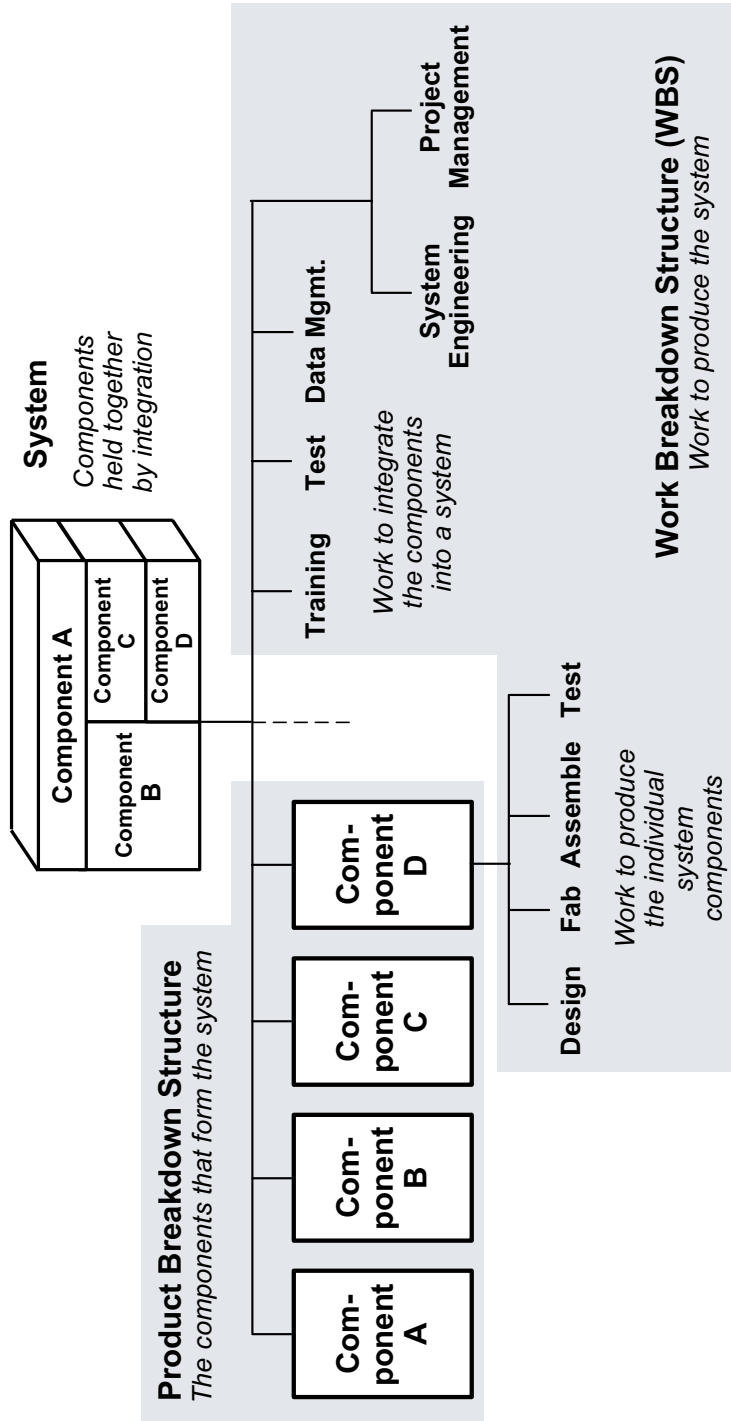 System
Components
held together
by integration
Component A
Component
B
Component
C
Component
D
Product Breakdown Structure
The components that form the system
Com-
ponent
A
Com-
ponent
B
Com-
ponent
C
Com-
ponent
D
Training
Test
Data Mgmt.
System
Engineering
Project
Management
Work to integrate
the components
into a system
Design
Fab
Assemble
Test
Work to produce
the individual
system
components
Work Breakdown Structure (WBS)
Work to produce the system